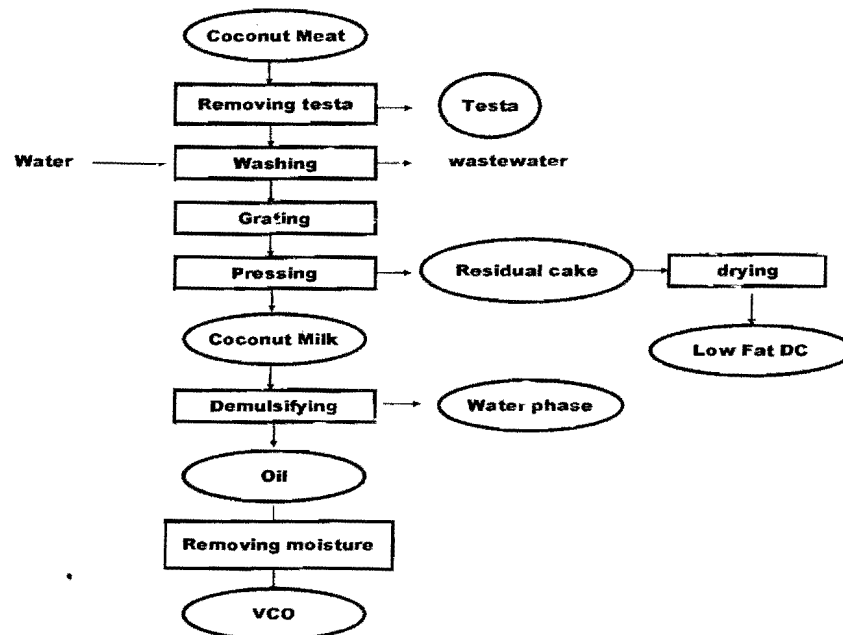 Coconut Meat
Removing testa
Testa
Water
Washing
wastewater
Grating
Pressing
Residual cake
drying
Coconut Milk
Low Fat DC
Demulsifying
Water phase
Oil
Removing moisture
VCO